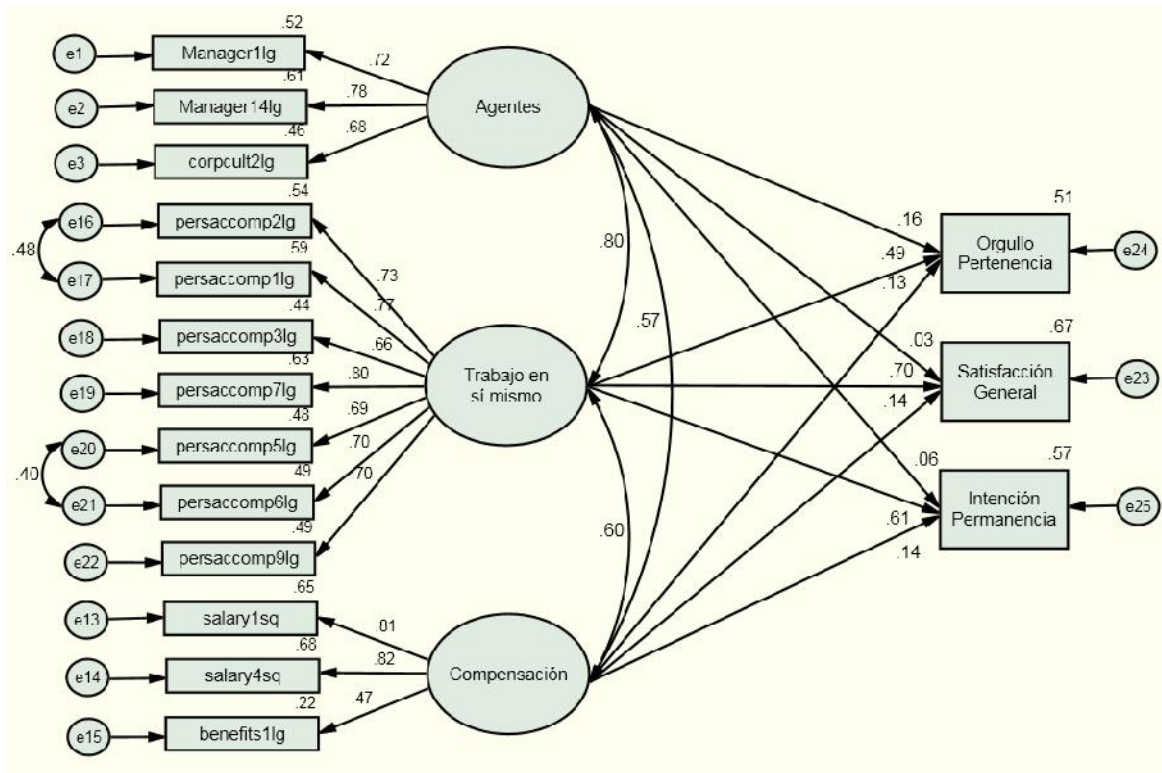 .52
e1
Manager1lg
.72
.61
e2
Manager14lg
.78
Agentes
.46
.68
e3
corpcult2lg
.54
e16
persaccomp2lg
.48
.59
e17
persaccomp1lg
.73
.77
.44
e18
persaccomp3lg
.66
.63
e19
persaccomp7lg
.80
Trabajo en
sí mismo
.48
.69
e20
persaccomp5lg
.40
.70
.49
e21
persaccomp6lg
.70
.49
e22
persaccomp9lg
.65
e13
salary1sq
.68
e14
salary4sq
.82
Compensación
.22
.47
e15
benefits1lg
.80
.57
.60
.16
.49
.13
.51
Orgullo
Pertenencia
e24
.03
.70
.14
.67
Satisfacción
General
e23
.06
.61
.14
.57
Intención
Permanencia
e25